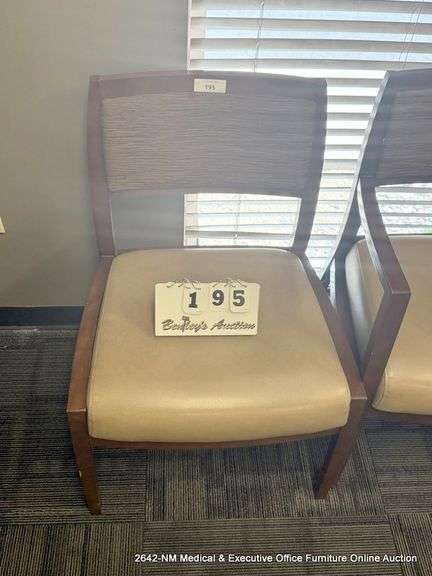 195
195
Bentley's Auction
2642-NM Medical & Executive Office Furniture Online Auction